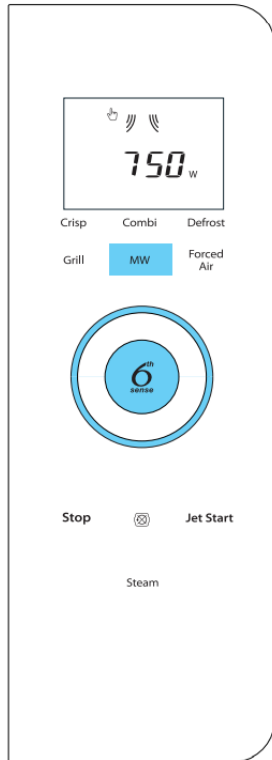 750 W
Crisp Combi Defrost
Grill MW Forced
Air
6th
sense
Stop Jet Start
Steam